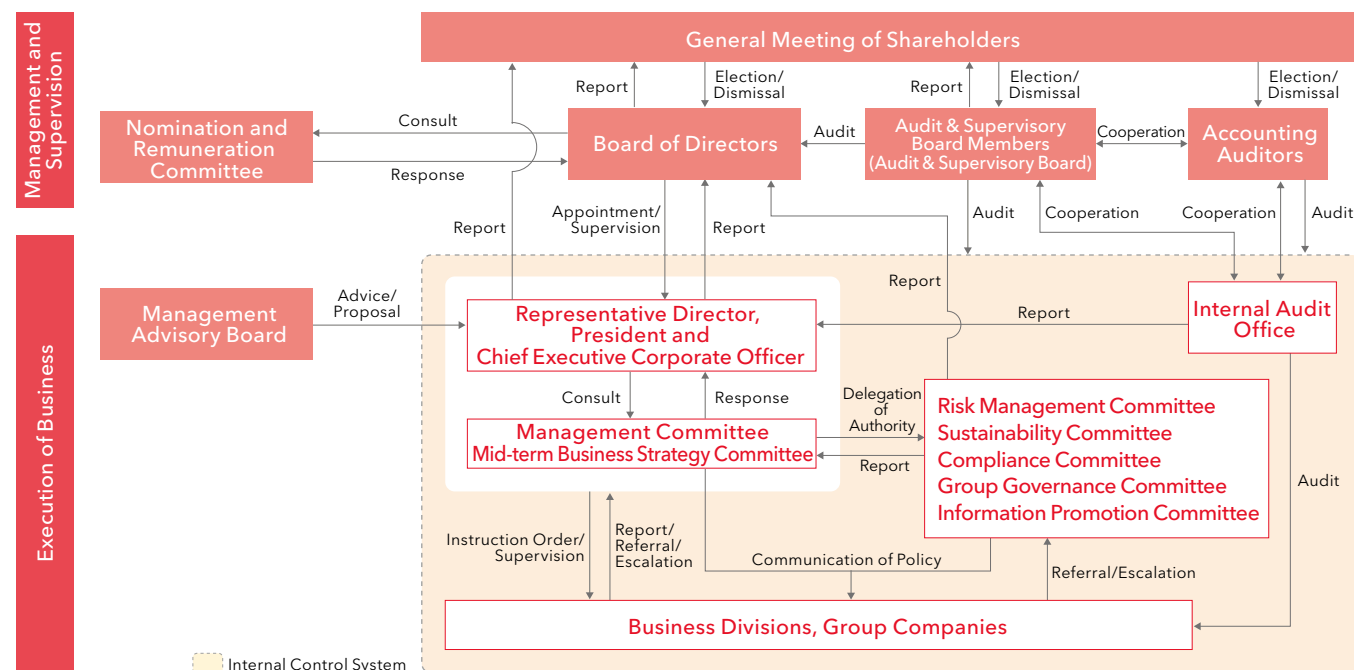 Management and
Supervision
General Meeting of Shareholders
Report
Election/
Dismissal
Report
Election/
Dismissal
Election/
Dismissal
Nomination and
Remuneration
Committee
Consult
Response
Board of Directors
Audit
Audit & Supervisory
Board Members
(Audit & Supervisory Board)
Cooperation
Accounting
Auditors
Report
Appointment/
Supervision
Report
Audit
Cooperation
Cooperation
Audit
Execution of Business
Management
Advisory Board
Advice/
Proposal
Representative Director,
President and
Chief Executive Corporate Officer
Report
Report
Internal Audit
Office
Consult
Response
Management Committee
Mid-term Business Strategy Committee
Delegation
of
Authority
Report
Risk Management Committee
Sustainability Committee
Compliance Committee
Group Governance Committee
Information Promotion Committee
Audit
Instruction Order/
Supervision
Report/
Referral/
Escalation
Communication of Policy
Referral/Escalation
Business Divisions, Group Companies
Internal Control System